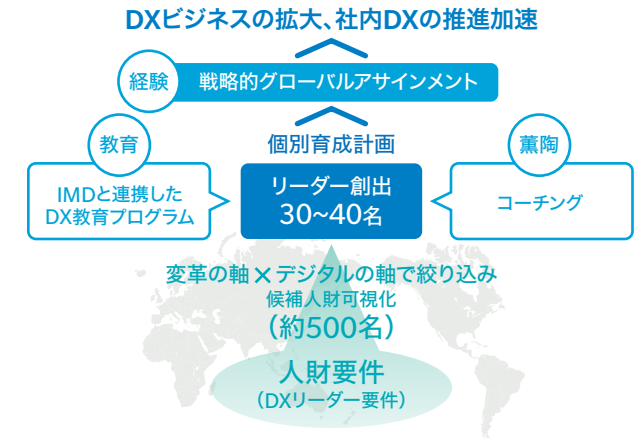 DXビジネスの拡大、社内DXの推進加速
経験
戦略的グローバルアサインメント
教育
個別育成計画
薫陶
IMDと連携した
DX教育プログラム
リーダー創出
30~40名
コーチング
変革の軸×デジタルの軸で絞り込み
候補人財可視化
（約500名）
人財要件
（DXリーダー要件）